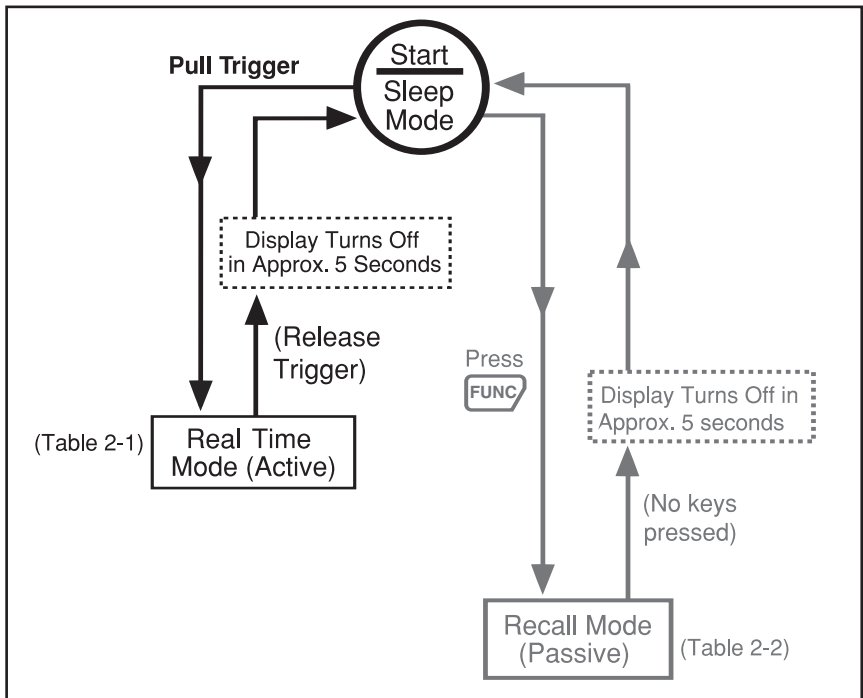 Pull Trigger
Start
Sleep
Mode
Display Turns Off
in Approx. 5 Seconds
(Release
Trigger)
(Table 2-1)
Real Time
Mode (Active)
Press
FUNC
Display Turns Off in
Approx. 5 seconds
(No keys
pressed)
Recall Mode
(Passive)
(Table 2-2)